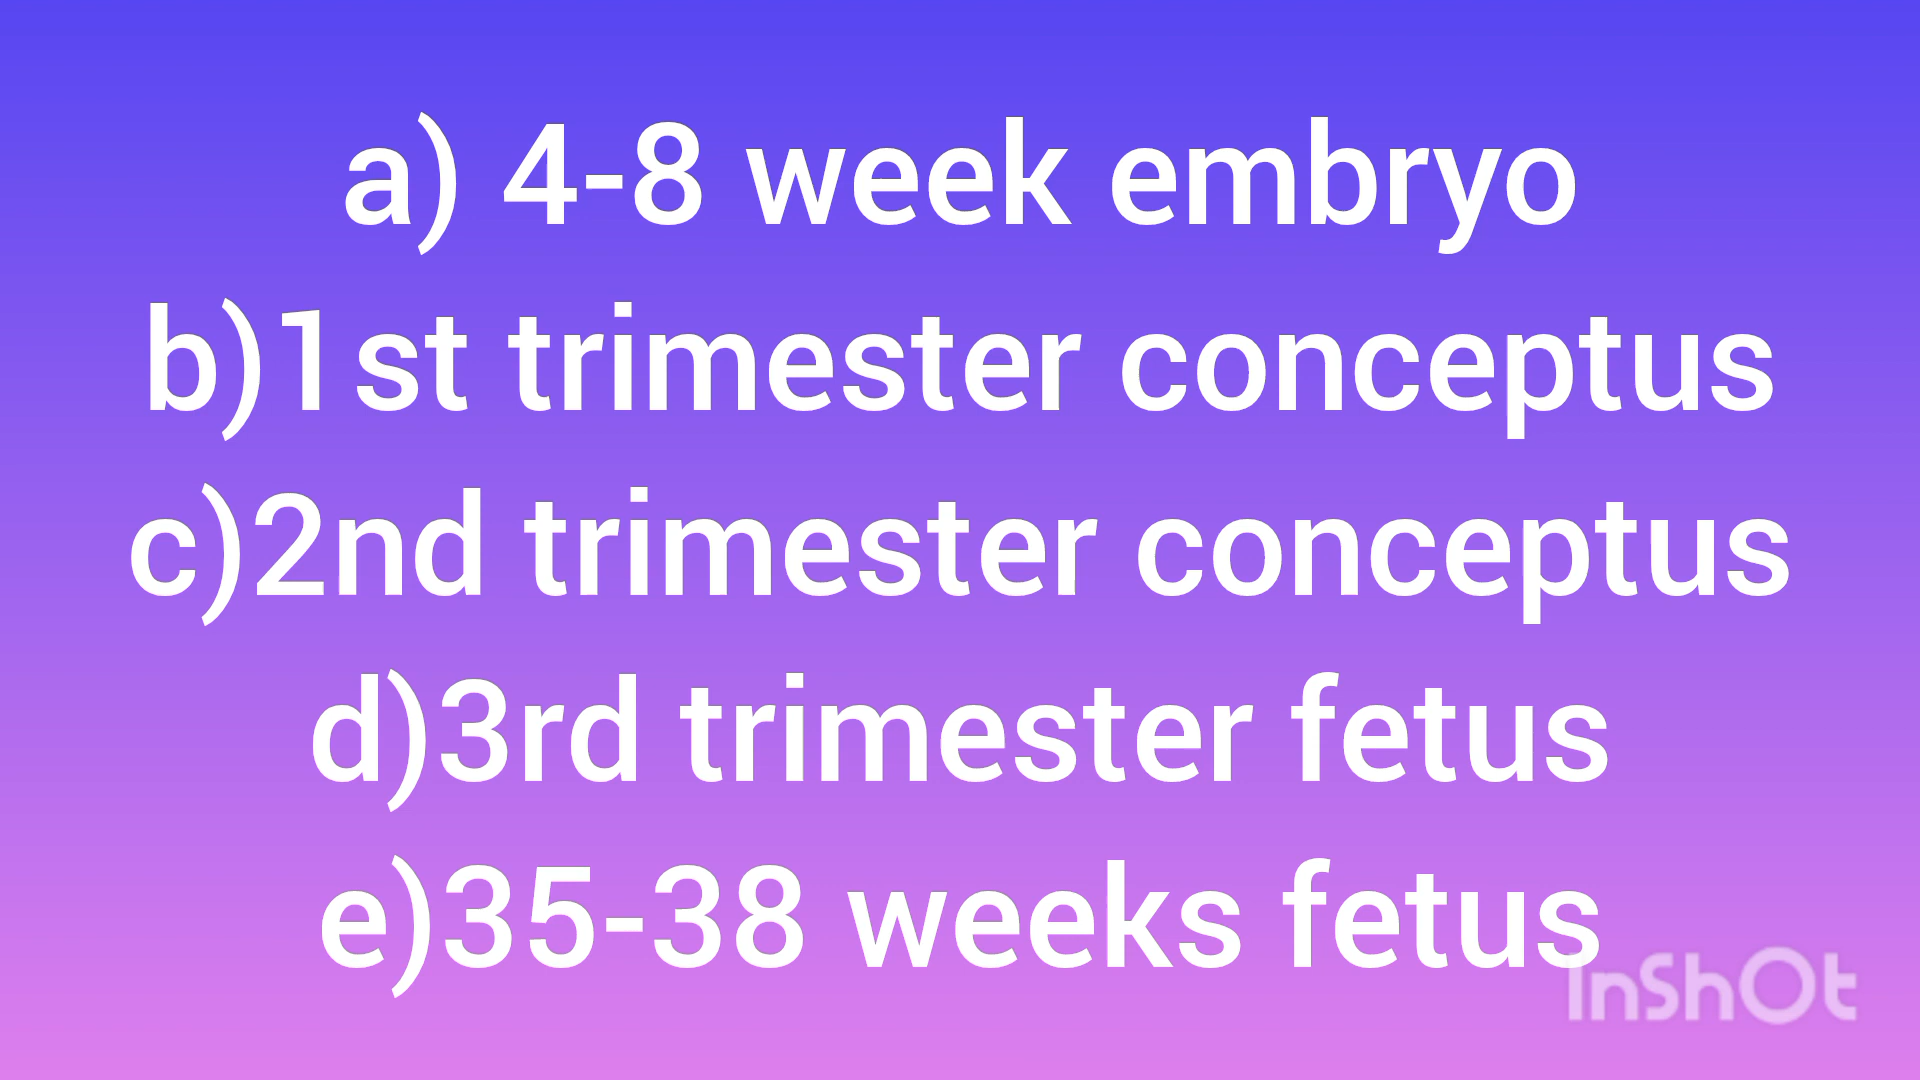 a) 4-8 week embryo
b)1st trimester conceptus
c)2nd trimester conceptus
d)3rd trimester fetus
e)35-38 weeks fetus
InShOt